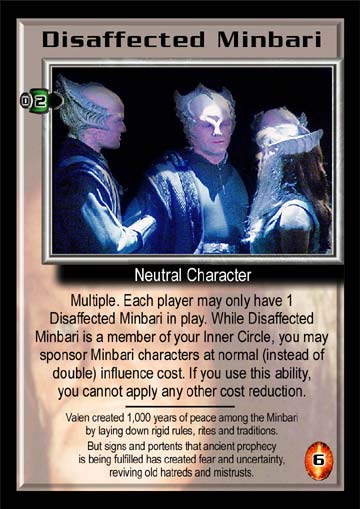 Disaffected Minbari
D 2
Neutral Character
Multiple. Each player may only have 1
Disaffected Minbari in play. While Disaffected
Minbari is a member of your Inner Circle, you may
sponsor Minbari characters at normal (instead of
double) influence cost. If you use this ability,
you cannot apply any other cost reduction.
Valen created 1,000 years of peace among the Minbari
by laying down rigid rules, rites and traditions.
But signs and portents that ancient prophecy
is being fulfilled has created fear and uncertainty,
reviving old hatreds and mistrusts.
6